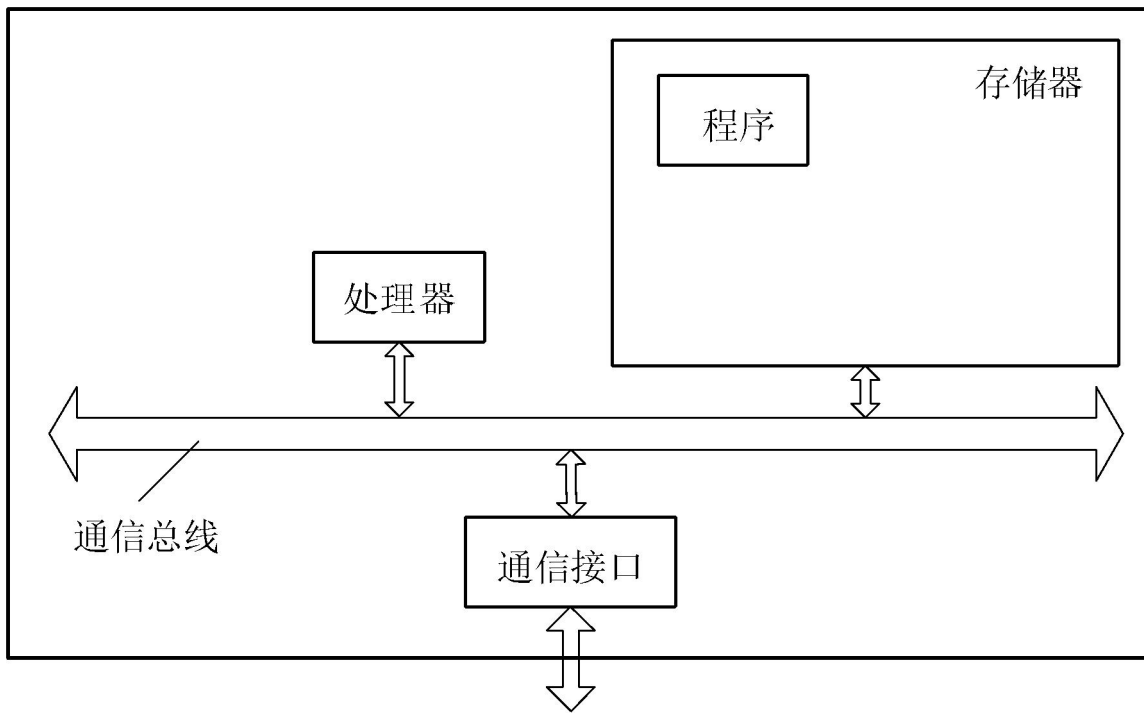 存储器
程序
处理器
通信总线
通信接口